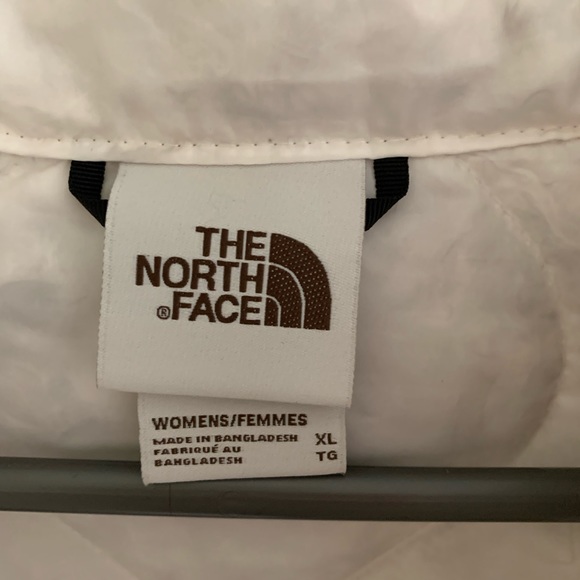 THE
NORTH
®FACE
WOMENS/FEMMES
MADE IN BANGLADESH XL
FABRIQUÉ AU TG
BANGLADESH